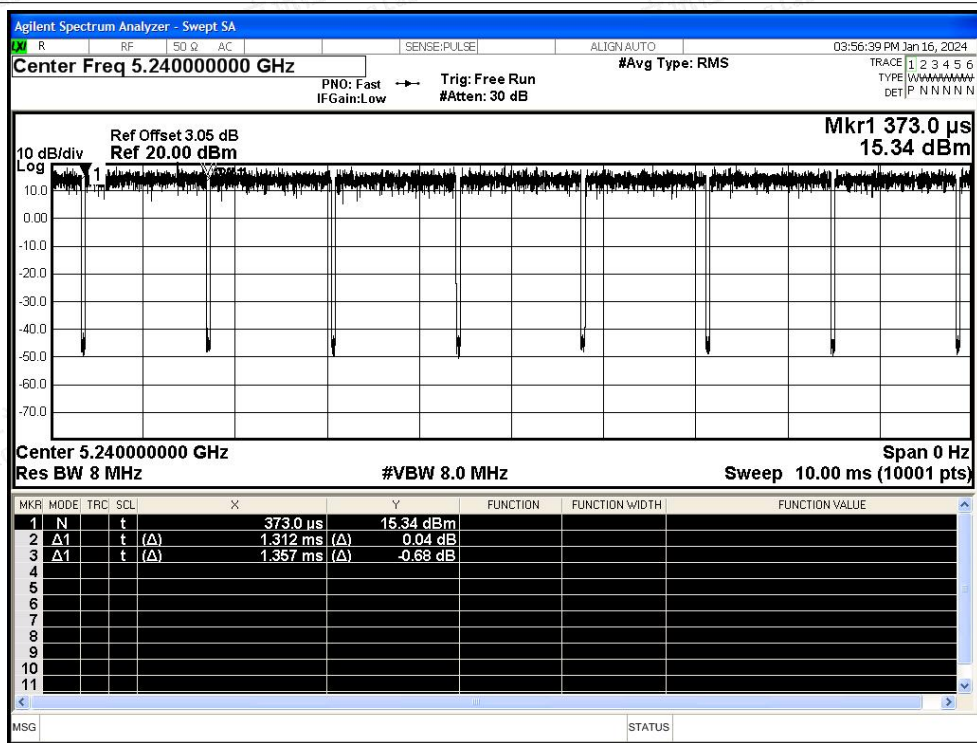 Agilent Spectrum Analyzer - Swept SA
LXI R RF 50 Ω AC SENSE:PULSE ALIGN AUTO 03:56:39 PM Jan 16, 2024
Center Freq 5.240000000 GHz #Avg Type: RMS TRACE 1 2 3 4 5 6
PNO: Fast Trig: Free Run TYPE WWWWWW
IFGain:Low #Atten: 30 dB DET P N N N N N
Mkr1 373.0 µs
15.34 dBm
Ref Offset 3.05 dB
10 dB/div Ref 20.00 dBm
Log
1
10.0
0.00
-10.0
-20.0
-30.0
-40.0
-50.0
-60.0
-70.0
Center 5.240000000 GHz Span 0 Hz
Res BW 8 MHz #VBW 8.0 MHz Sweep 10.00 ms (10001 pts)
MKR MODE TRC SCL X Y FUNCTION FUNCTION WIDTH FUNCTION VALUE
1 N t 373.0 µs 15.34 dBm
2 Δ1 t (Δ) 1.312 ms (Δ) 0.04 dB
3 Δ1 t (Δ) 1.357 ms (Δ) -0.68 dB
4
5
6
7
8
9
10
11
MSG STATUS